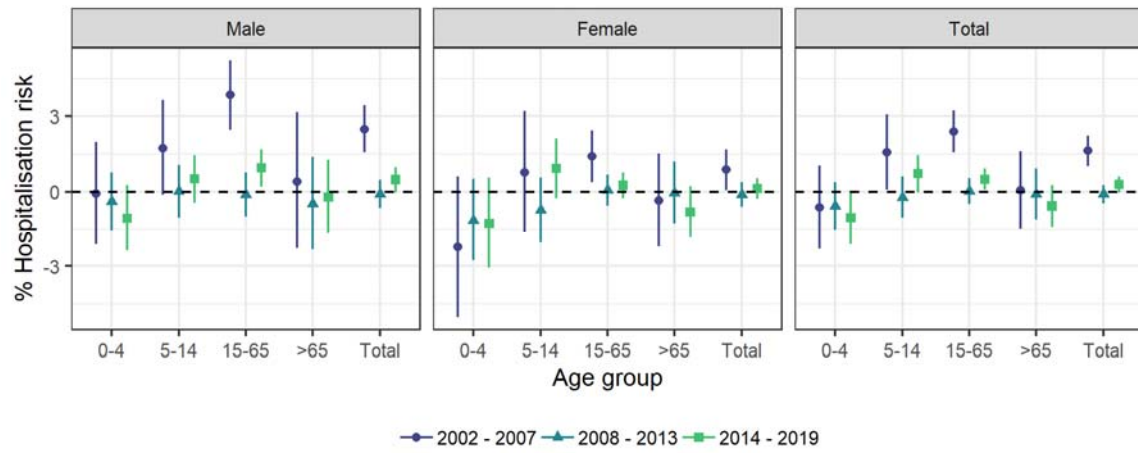 Male Female Total
% Hospitalisation risk
3
0
-3
0-4 5-14 15-65 >65 Total 0-4 5-14 15-65 >65 Total 0-4 5-14 15-65 >65 Total
Age group
2002 - 2007 2008 - 2013 2014 - 2019